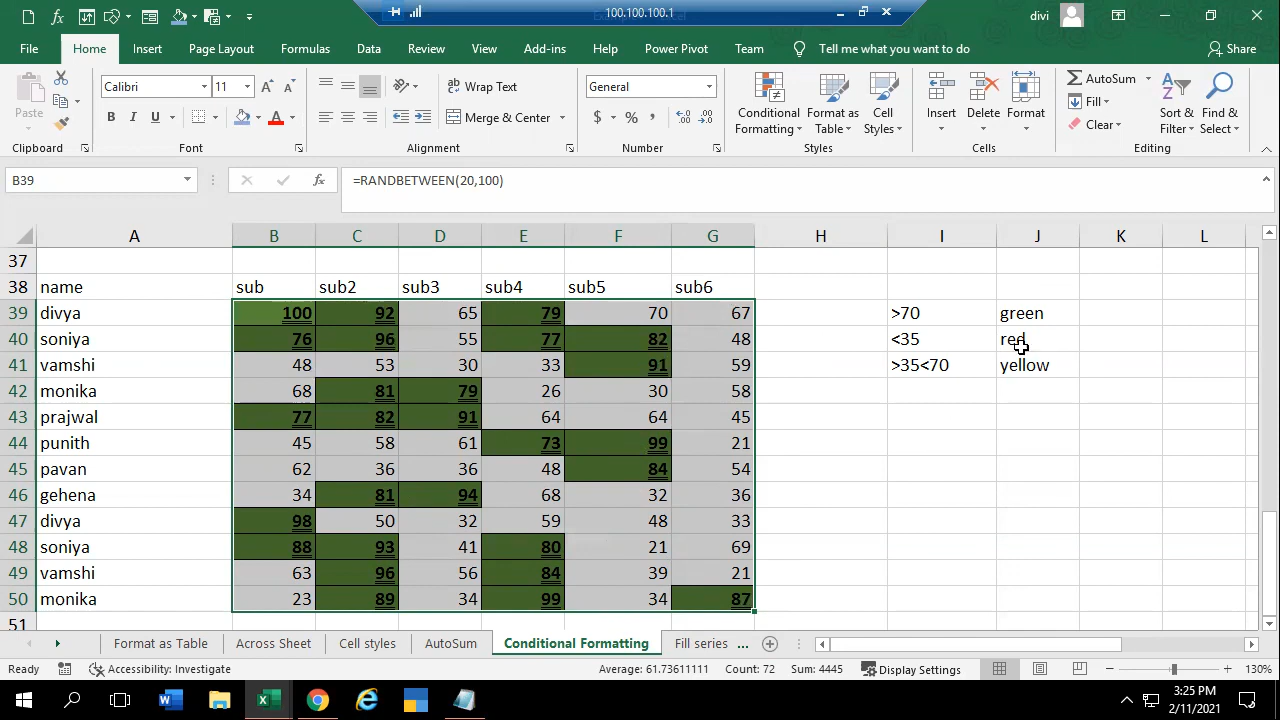 100.100.100.1
divi
File Home Insert Page Layout Formulas Data Review View Add-ins Help Power Pivot Team Tell me what you want to do Share
Paste
Calibri 11
B I U
Wrap Text
Merge & Center
General
$ % ,
Conditional Formatting
Format as Table
Cell Styles
Insert
Delete
Format
AutoSum
Fill
Clear
Sort & Filter
Find & Select
Clipboard Font Alignment Number Styles Cells Editing
B39 fx =RANDBETWEEN(20,100)
A B C D E F G H I J K L
37
38 name sub sub2 sub3 sub4 sub5 sub6
39 divya 100 92 65 79 70 67 >70 green
40 soniya 76 96 55 77 82 48 <35 red
41 vamshi 48 53 30 33 91 59 >35<70 yellow
42 monika 68 81 79 26 30 58
43 prajwal 77 82 91 64 64 45
44 punith 45 58 61 73 99 21
45 pavan 62 36 36 48 84 54
46 gehena 34 81 94 68 32 36
47 divya 98 50 32 59 48 33
48 soniya 88 93 41 80 21 69
49 vamshi 63 96 56 84 39 21
50 monika 23 89 34 99 34 87
51
Format as Table Across Sheet Cell styles AutoSum Conditional Formatting Fill series ...
Ready Accessibility: Investigate Average: 61.73611111 Count: 72 Sum: 4445 Display Settings 130%
3:25 PM
2/11/2021